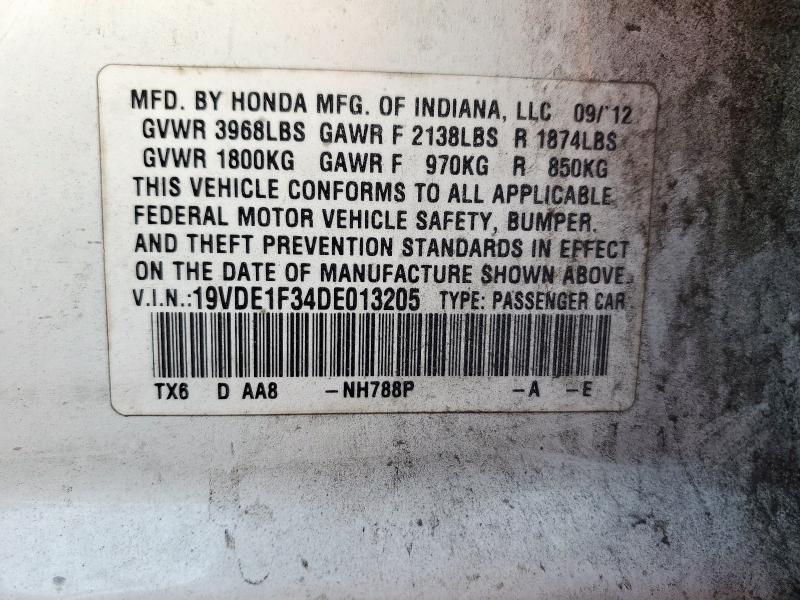 MFD. BY HONDA MFG. OF INDIANA, LLC 09/'12
GVWR 3968LBS GAWR F 2138LBS R 1874LBS
GVWR 1800KG GAWR F 970KG R 850KG
THIS VEHICLE CONFORMS TO ALL APPLICABLE
FEDERAL MOTOR VEHICLE SAFETY, BUMPER.
AND THEFT PREVENTION STANDARDS IN EFFECT
ON THE DATE OF MANUFACTURE SHOWN ABOVE.
V.I.N.:19VDE1F34DE013205 TYPE: PASSENGER CAR
TX6 D AA8 -NH788P -A -E